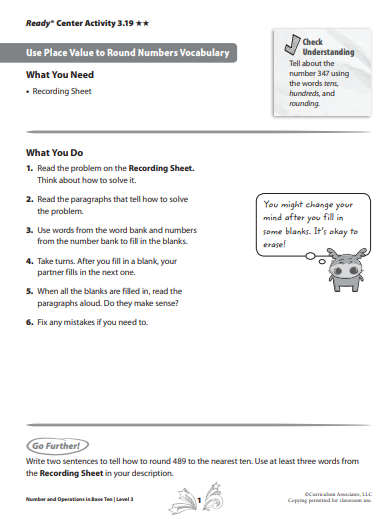 Ready® Center Activity 3.19 ★★
Use Place Value to Round Numbers Vocabulary
Check
Understanding
Tell about the
number 347 using
the words tens,
hundreds, and
rounding.
What You Need
• Recording Sheet
What You Do
1. Read the problem on the Recording Sheet.
Think about how to solve it.
2. Read the paragraphs that tell how to solve
the problem.
3. Use words from the word bank and numbers
from the number bank to fill in the blanks.
4. Take turns. After you fill in a blank, your
partner fills in the next one.
5. When all the blanks are filled in, read the
paragraphs aloud. Do they make sense?
6. Fix any mistakes if you need to.
You might change your
mind after you fill in
some blanks. It's okay to
erase!
Go Further!
Write two sentences to tell how to round 489 to the nearest ten. Use at least three words from
the Recording Sheet in your description.
Number and Operations in Base Ten | Level 3
1
©Curriculum Associates, LLC
Copying permitted for classroom use.